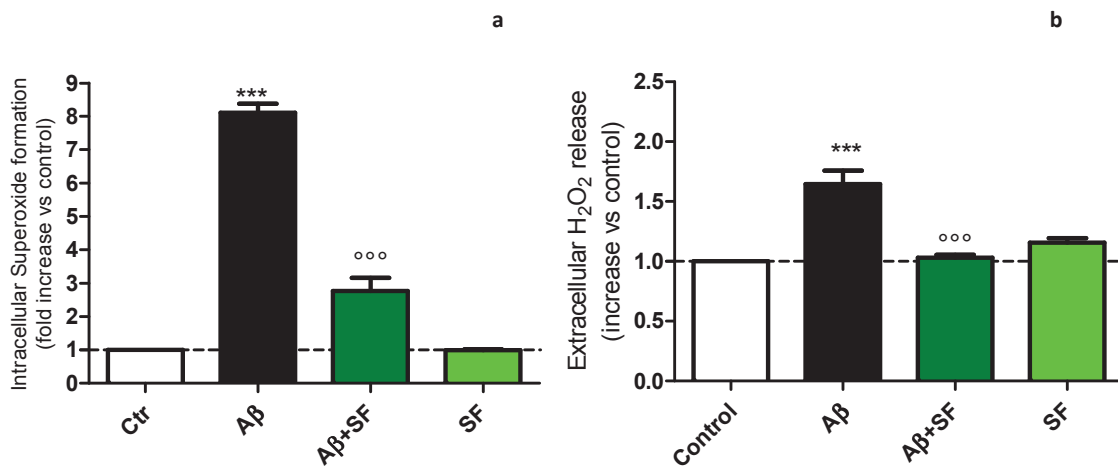 a
Intracellular Superoxide formation
(fold increase vs control)
9
8
7
6
5
4
3
2
1
0
***
°°°
Ctr
Aβ
Aβ+SF
SF
b
Extracellular H₂O₂ release
(increase vs control)
2.5
2.0
1.5
1.0
0.5
0.0
***
°°°
Control
Aβ
Aβ+SF
SF